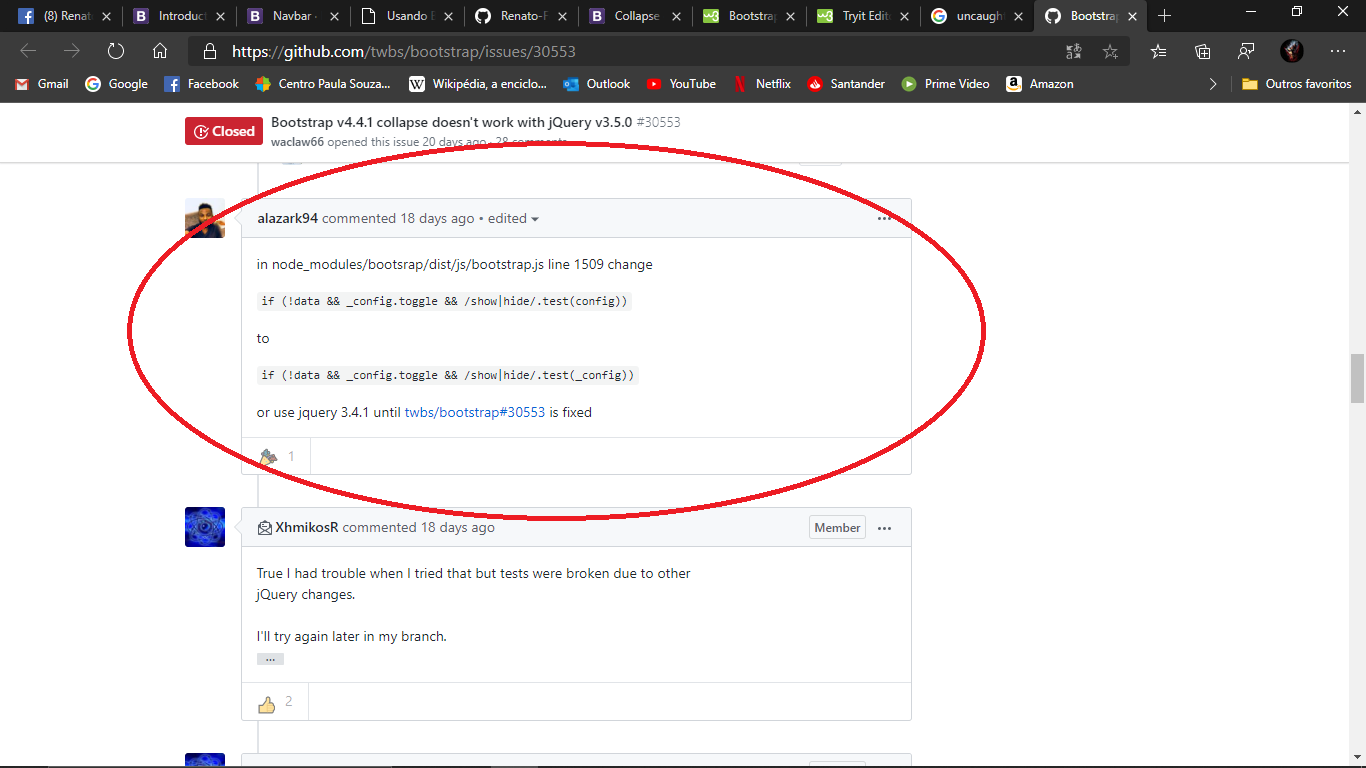 (8) Renat
Introduct
Navbar ·
Usando B
Renato-F
Collapse
Bootstrap
Tryit Edit
uncaught
Bootstrap
https://github.com/twbs/bootstrap/issues/30553
Gmail
Google
Facebook
Centro Paula Souza...
Wikipédia, a enciclo...
Outlook
YouTube
Netflix
Santander
Prime Video
Amazon
Outros favoritos
Closed
Bootstrap v4.4.1 collapse doesn't work with jQuery v3.5.0 #30553
waclaw66 opened this issue 20 days ago · 28 comments
alazark94 commented 18 days ago • edited
in node_modules/bootsrap/dist/js/bootstrap.js line 1509 change
if (!data && _config.toggle && /show|hide/.test(config))
to
if (!data && _config.toggle && /show|hide/.test(_config))
or use jquery 3.4.1 until twbs/bootstrap#30553 is fixed
1
XhmikosR commented 18 days ago
Member
True I had trouble when I tried that but tests were broken due to other
jQuery changes.
I'll try again later in my branch.
2